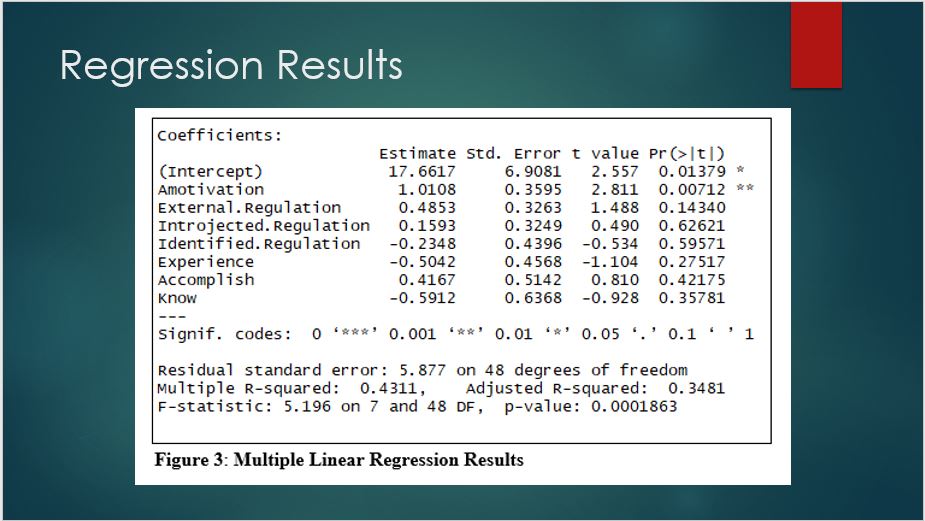 Regression Results
Coefficients:
Estimate Std. Error t value Pr(>|t|)
(Intercept) 17.6617 6.9081 2.557 0.01379 *
Amotivation 1.0108 0.3595 2.811 0.00712 **
External.Regulation 0.4853 0.3263 1.488 0.14340
Introjected.Regulation 0.1593 0.3249 0.490 0.62621
Identified.Regulation -0.2348 0.4396 -0.534 0.59571
Experience -0.5042 0.4568 -1.104 0.27517
Accomplish 0.4167 0.5142 0.810 0.42175
Know -0.5912 0.6368 -0.928 0.35781
---
Signif. codes: 0 ‘***’ 0.001 ‘**’ 0.01 ‘*’ 0.05 ‘.’ 0.1 ‘ ’ 1
Residual standard error: 5.877 on 48 degrees of freedom
Multiple R-squared: 0.4311, Adjusted R-squared: 0.3481
F-statistic: 5.196 on 7 and 48 DF, p-value: 0.0001863
Figure 3: Multiple Linear Regression Results